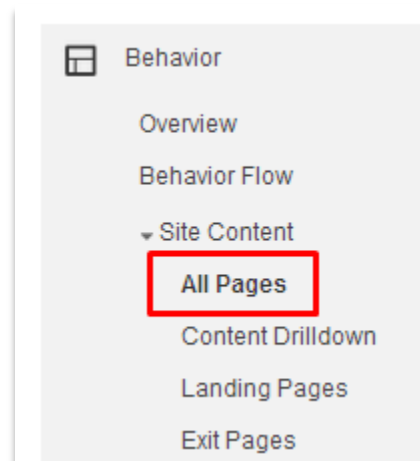 Behavior
Overview
Behavior Flow
Site Content
All Pages
Content Drilldown
Landing Pages
Exit Pages